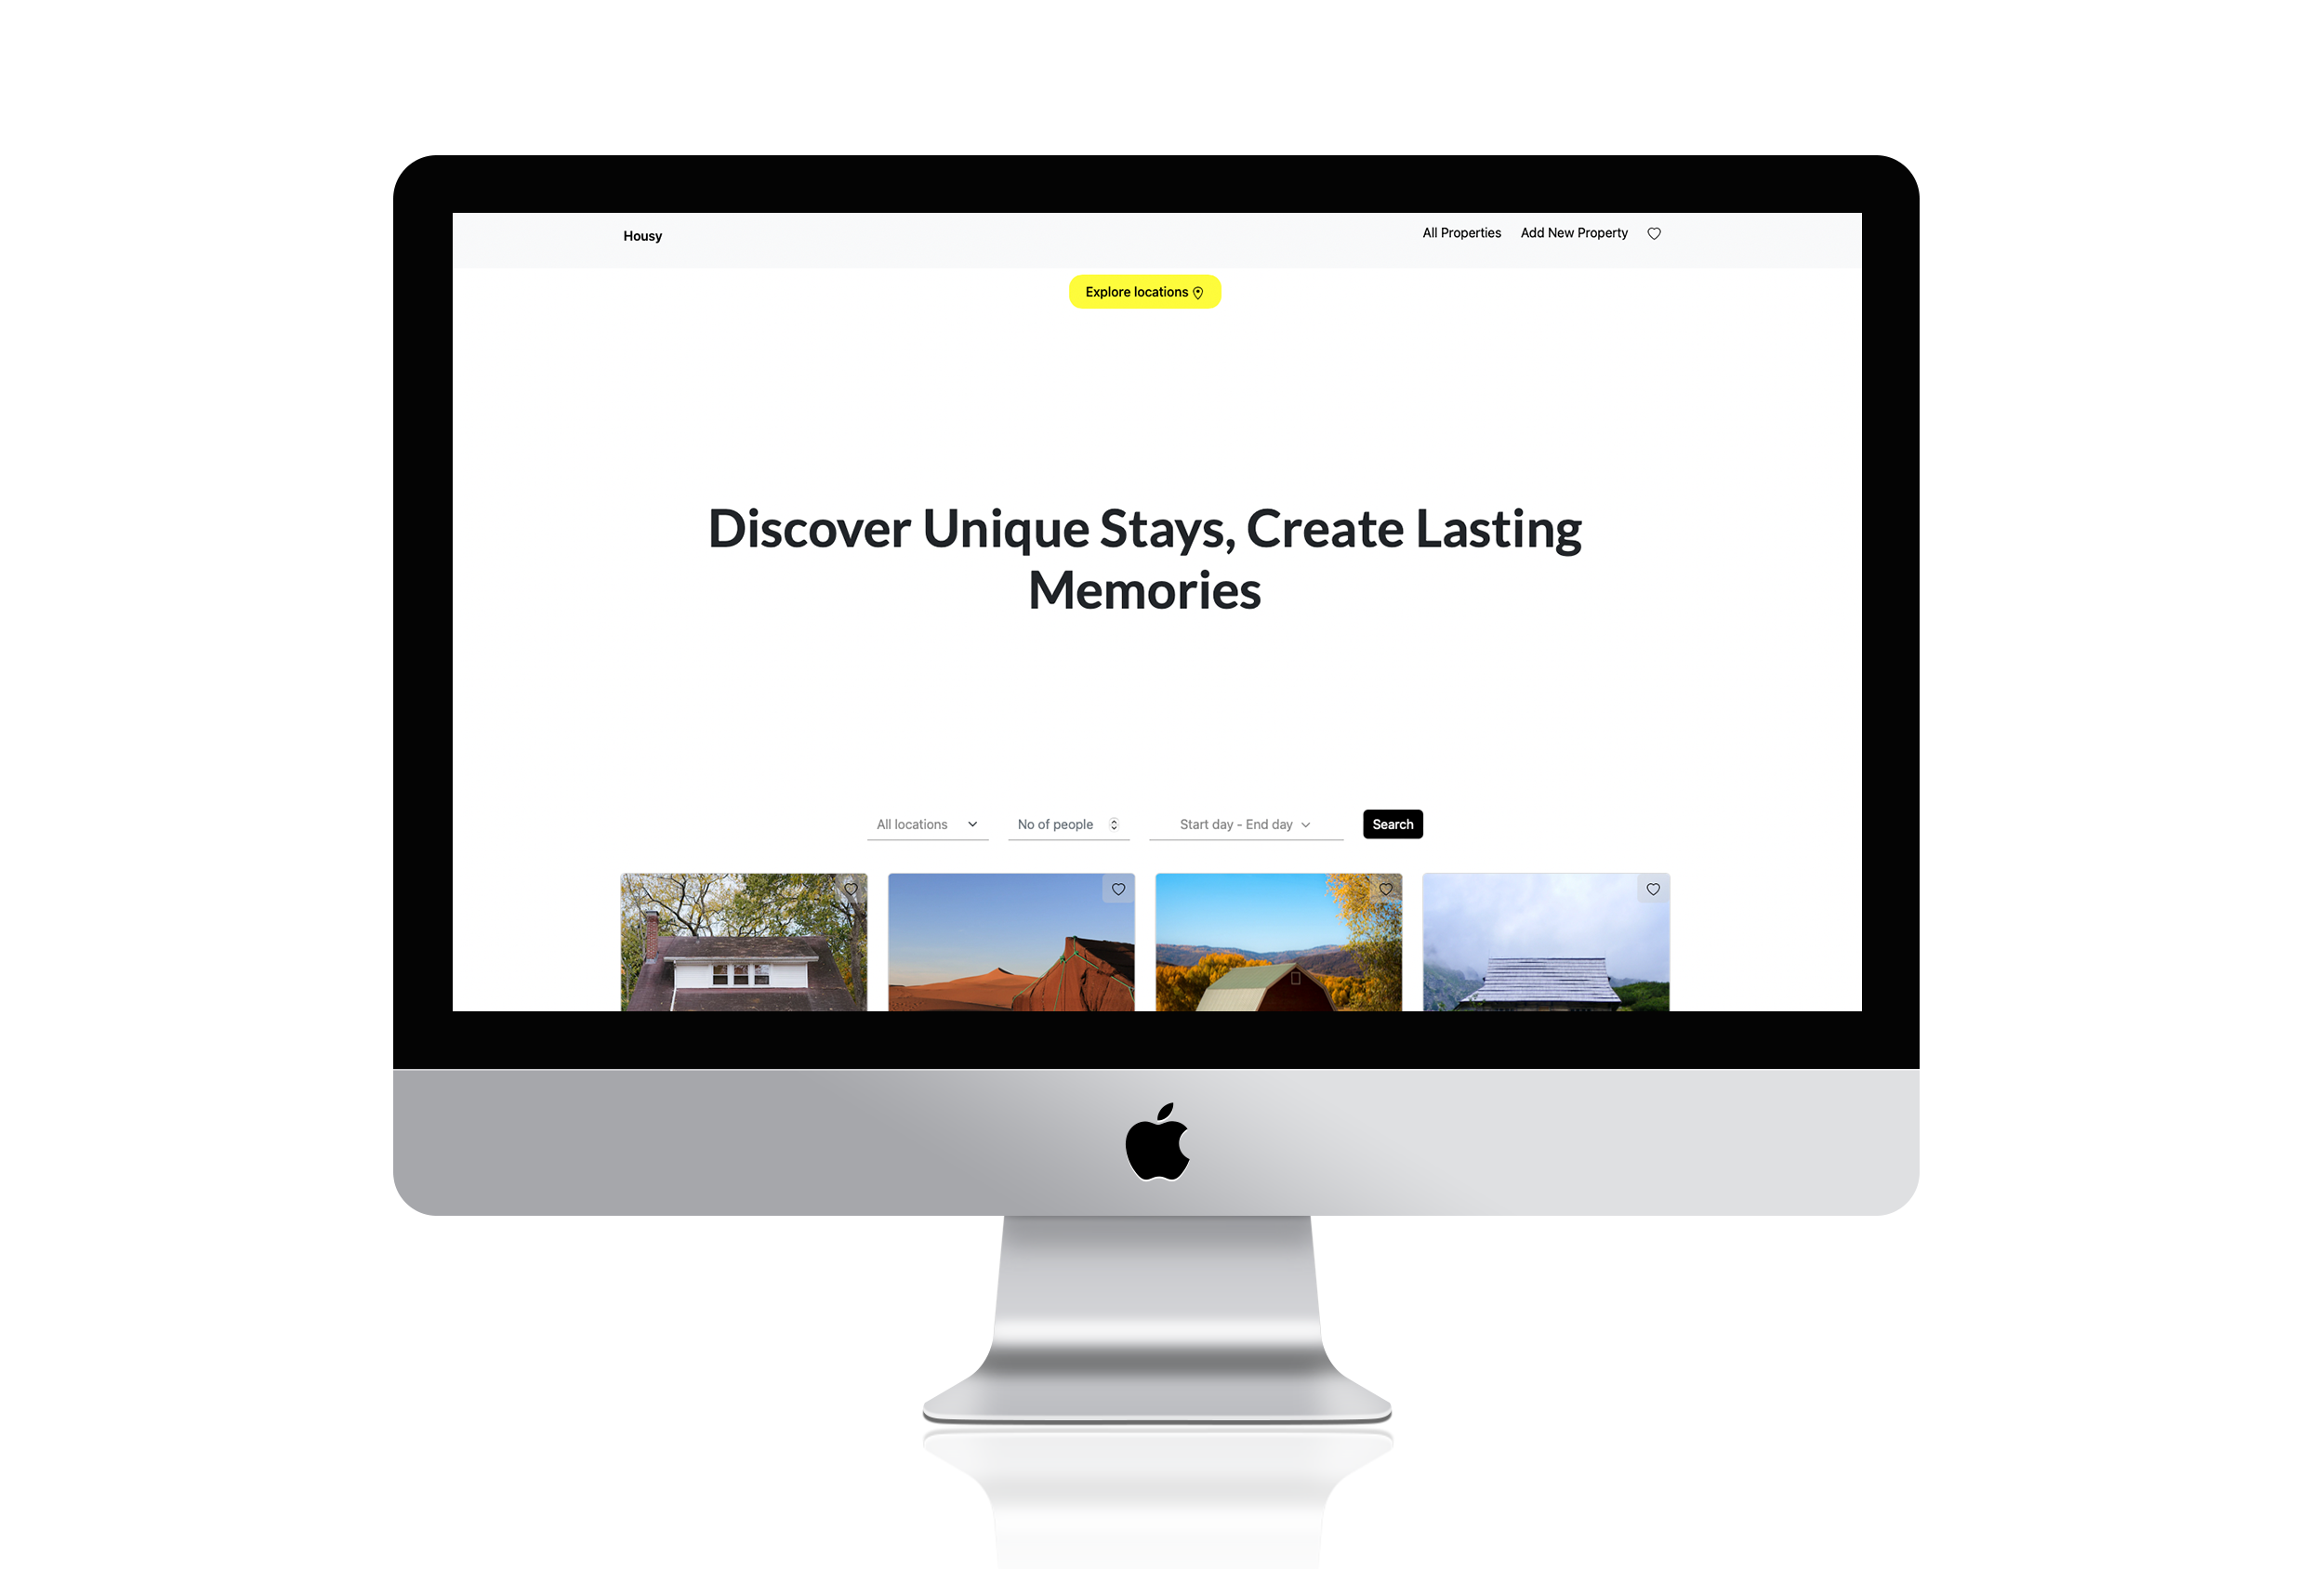 Housy
All Properties
Add New Property
Explore locations
Discover Unique Stays, Create Lasting
Memories
All locations
No of people
Start day - End day
Search